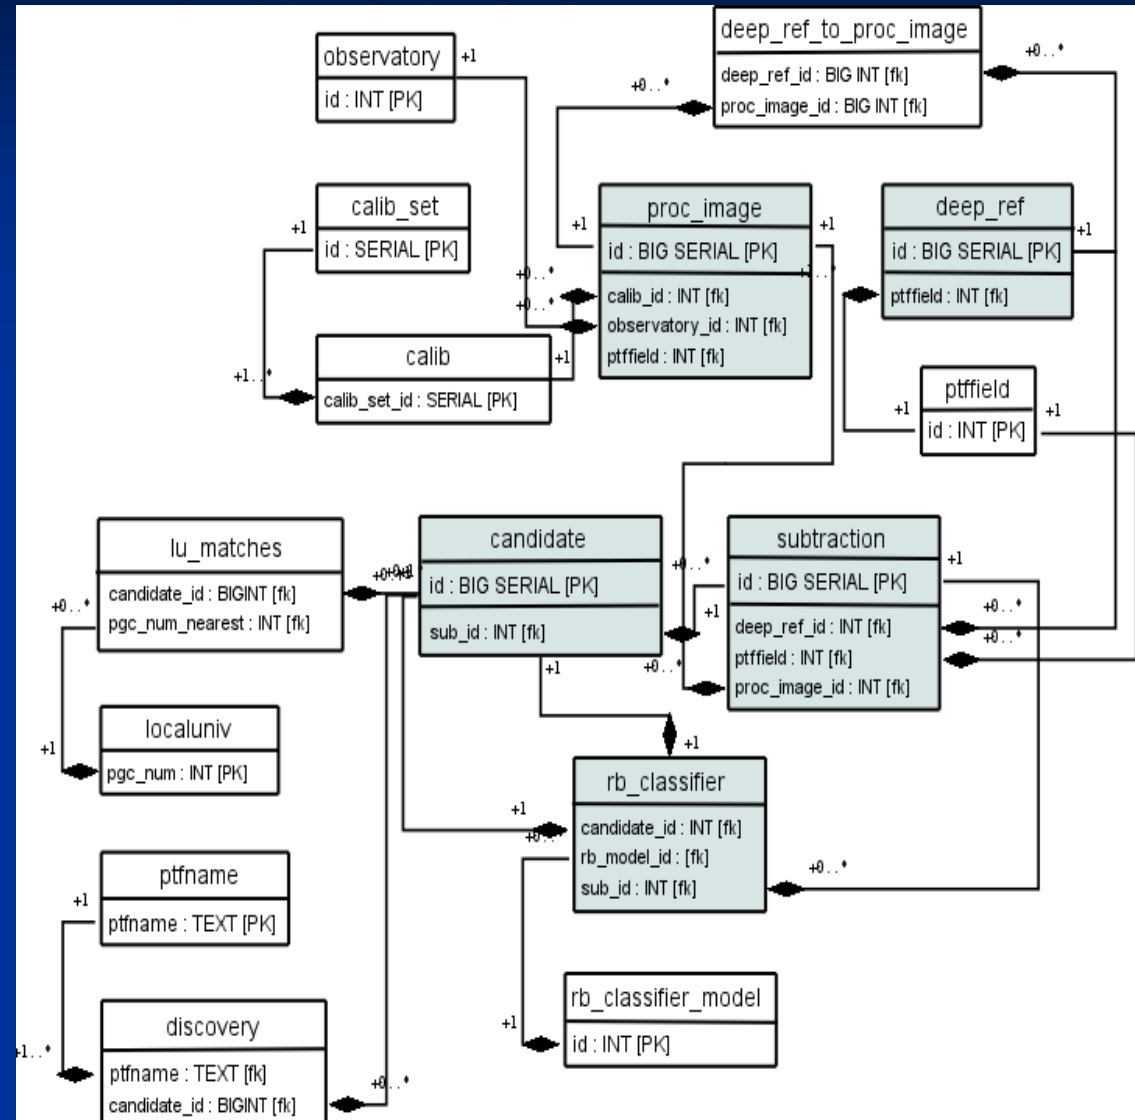 deep_ref_to_proc_image
deep_ref_id : BIG INT [fk]
proc_image_id : BIG INT [fk]
+0..*
+0..*
observatory
id : INT [PK]
+1
calib_set
id : SERIAL [PK]
+1
proc_image
id : BIG SERIAL [PK]
calib_id : INT [fk]
observatory_id : INT [fk]
ptffield : INT [fk]
+1
+1
+0..*
+0..*
deep_ref
id : BIG SERIAL [PK]
ptffield : INT [fk]
+1
calib
calib_set_id : SERIAL [PK]
+1
+1..*
ptffield
id : INT [PK]
+1
+1
lu_matches
candidate_id : BIGINT [fk]
pgc_num_nearest : INT [fk]
+0..*
candidate
id : BIG SERIAL [PK]
sub_id : INT [fk]
+1
+0..*
+1
+0..*
subtraction
id : BIG SERIAL [PK]
deep_ref_id : INT [fk]
ptffield : INT [fk]
proc_image_id : INT [fk]
+1
+0..*
+0..*
localuniv
pgc_num : INT [PK]
+1
rb_classifier
candidate_id : INT [fk]
rb_model_id : [fk]
sub_id : INT [fk]
+1
+1
+0..*
ptfname
ptfname : TEXT [PK]
+1
rb_classifier_model
id : INT [PK]
+1
discovery
ptfname : TEXT [fk]
candidate_id : BIGINT [fk]
+1..*
+0..*